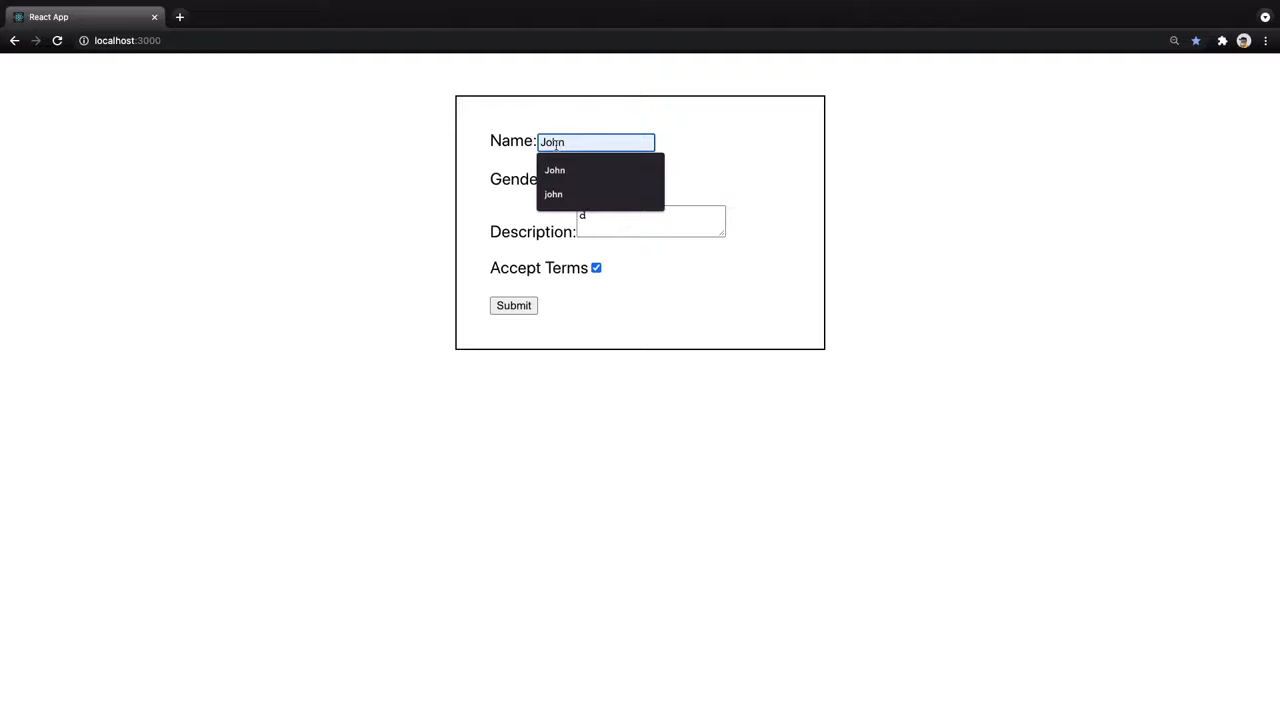 React App
localhost:3000
Name:
John
John
john
Gende
Description:
d
Accept Terms
Submit